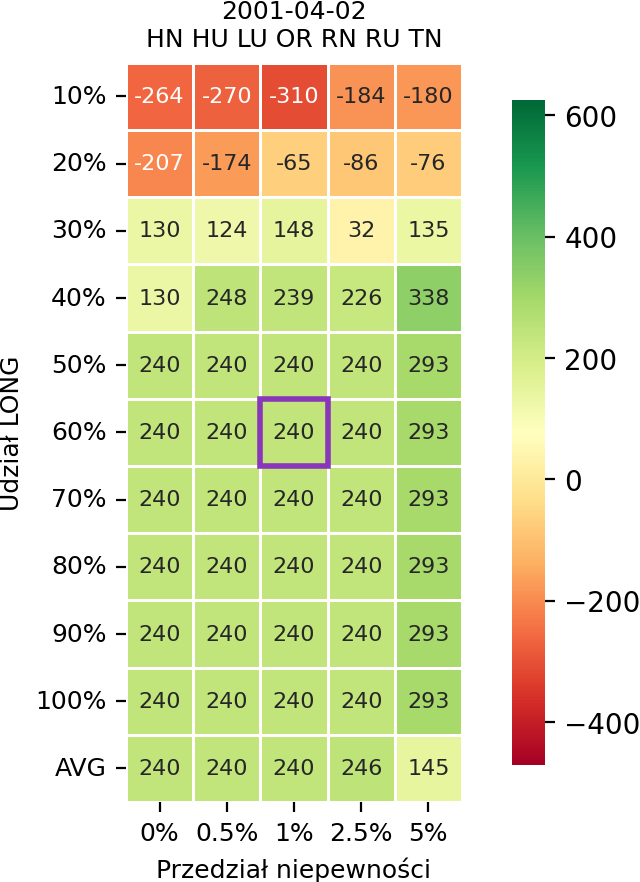 2001-04-02
HN HU LU OR RN RU TN
10% -264 -270 -310 -184 -180
20% -207 -174 -65 -86 -76
30% 130 124 148 32 135
40% 130 248 239 226 338
50% 240 240 240 240 293
60% 240 240 240 240 293
70% 240 240 240 240 293
80% 240 240 240 240 293
90% 240 240 240 240 293
100% 240 240 240 240 293
AVG 240 240 240 246 145
0% 0.5% 1% 2.5% 5%
Przedział niepewności
Udział LONG
600
400
200
0
−200
−400